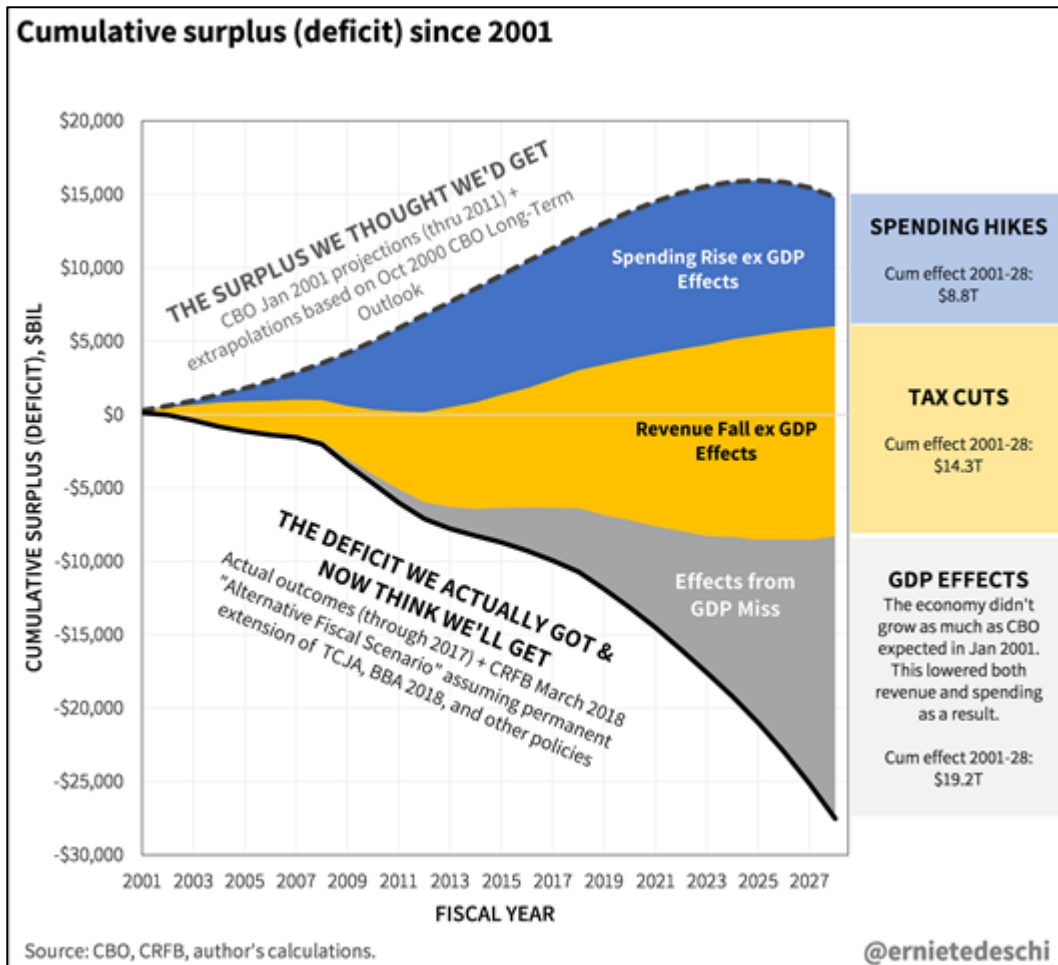 Cumulative surplus (deficit) since 2001
CUMULATIVE SURPLUS (DEFICIT), $BIL
$20,000
$15,000
$10,000
$5,000
$0
-$5,000
-$10,000
-$15,000
-$20,000
-$25,000
-$30,000
THE SURPLUS WE THOUGHT WE'D GET
CBO Jan 2001 projections (thru 2011) +
extrapolations based on Oct 2000 CBO Long-Term
Outlook
Spending Rise ex GDP
Effects
Revenue Fall ex GDP
Effects
Effects from
GDP Miss
THE DEFICIT WE ACTUALLY GOT &
NOW THINK WE'LL GET
Actual outcomes (through 2017) + CRFB March 2018
"Alternative Fiscal Scenario" assuming permanent
extension of TCJA, BBA 2018, and other policies
2001 2003 2005 2007 2009 2011 2013 2015 2017 2019 2021 2023 2025 2027
FISCAL YEAR
SPENDING HIKES
Cum effect 2001-28:
$8.8T
TAX CUTS
Cum effect 2001-28:
$14.3T
GDP EFFECTS
The economy didn't
grow as much as CBO
expected in Jan 2001.
This lowered both
revenue and spending
as a result.
Cum effect 2001-28:
$19.2T
Source: CBO, CRFB, author's calculations.
@ernietedeschi